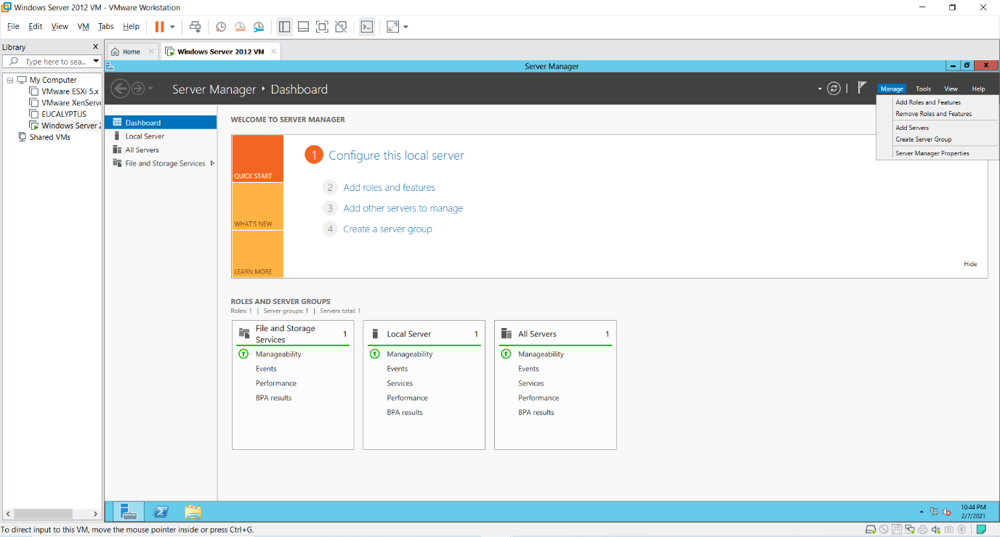 Windows Server 2012 VM - VMware Workstation
File Edit View VM Tabs Help
Library
Type here to sea...
My Computer
VMware ESXi 5.x
VMware XenServe
EUCALYPTUS
Windows Server 2
Shared VMs
Home
Windows Server 2012 VM
Server Manager
Server Manager Dashboard
Manage Tools View Help
Add Roles and Features
Remove Roles and Features
Add Servers
Create Server Group
Server Manager Properties
Dashboard
Local Server
All Servers
File and Storage Services
WELCOME TO SERVER MANAGER
QUICK START
WHAT'S NEW
LEARN MORE
1 Configure this local server
2 Add roles and features
3 Add other servers to manage
4 Create a server group
Hide
ROLES AND SERVER GROUPS
Roles: 1 | Server groups: 1 | Servers total: 1
File and Storage
Services 1
Manageability
Events
Performance
BPA results
Local Server 1
Manageability
Events
Services
Performance
BPA results
All Servers 1
Manageability
Events
Services
Performance
BPA results
10:44 PM
2/7/2021
To direct input to this VM, move the mouse pointer inside or press Ctrl+G.